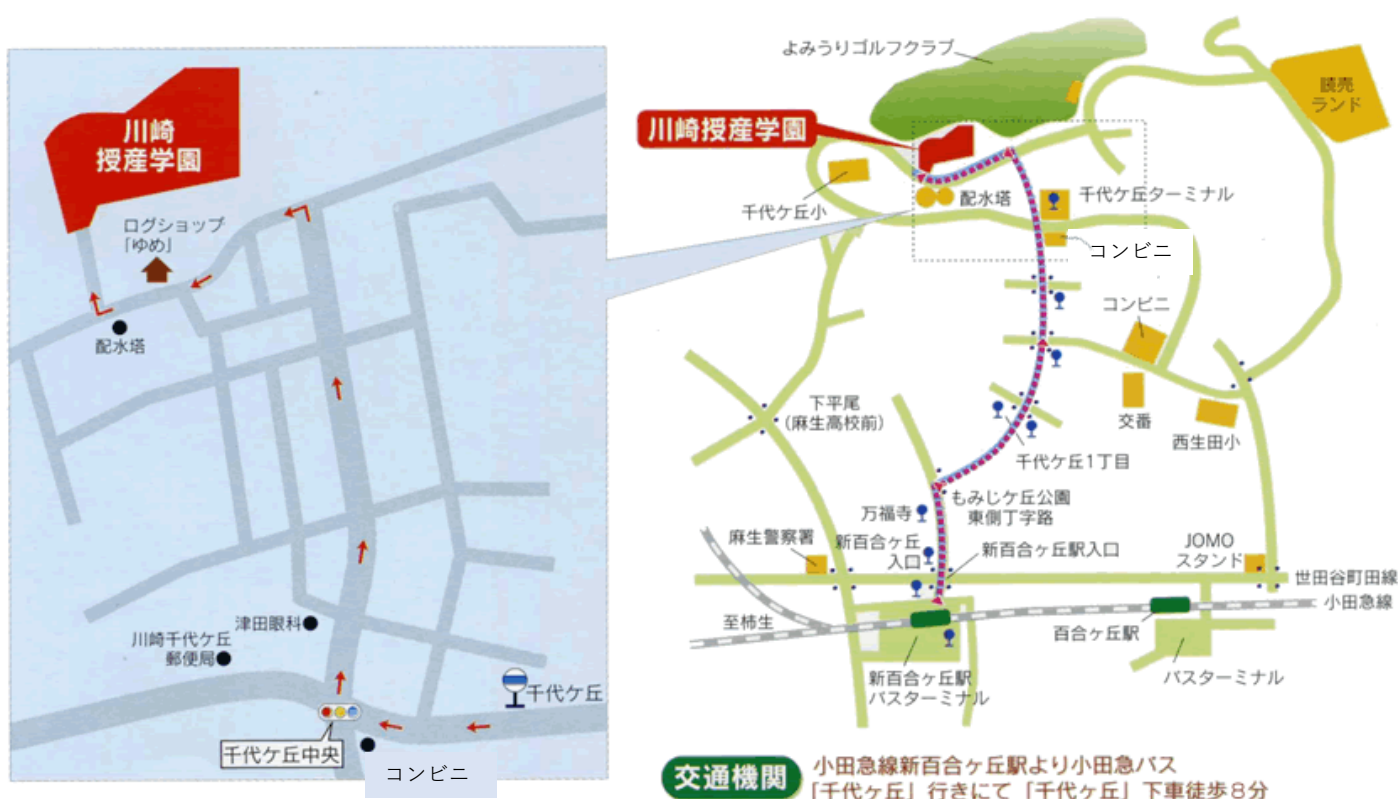 川崎
授産学園
ログショップ
「ゆめ」
配水塔
津田眼科
川崎千代ケ丘
郵便局
千代ケ丘
千代ケ丘中央
コンビニ
よみうりゴルフクラブ
読売
ランド
川崎授産学園
千代ケ丘小
配水塔
千代ケ丘ターミナル
コンビニ
コンビニ
交番
西生田小
下平尾
(麻生高校前)
千代ケ丘1丁目
もみじケ丘公園
東側丁字路
万福寺
麻生警察署
新百合ヶ丘
入口
新百合ヶ丘駅入口
JOMO
スタンド
世田谷町田線
小田急線
至柿生
百合ヶ丘駅
新百合ヶ丘駅
バスターミナル
バスターミナル
交通機関
小田急線新百合ヶ丘駅より小田急バス
「千代ヶ丘」行きにて「千代ヶ丘」下車徒歩8分